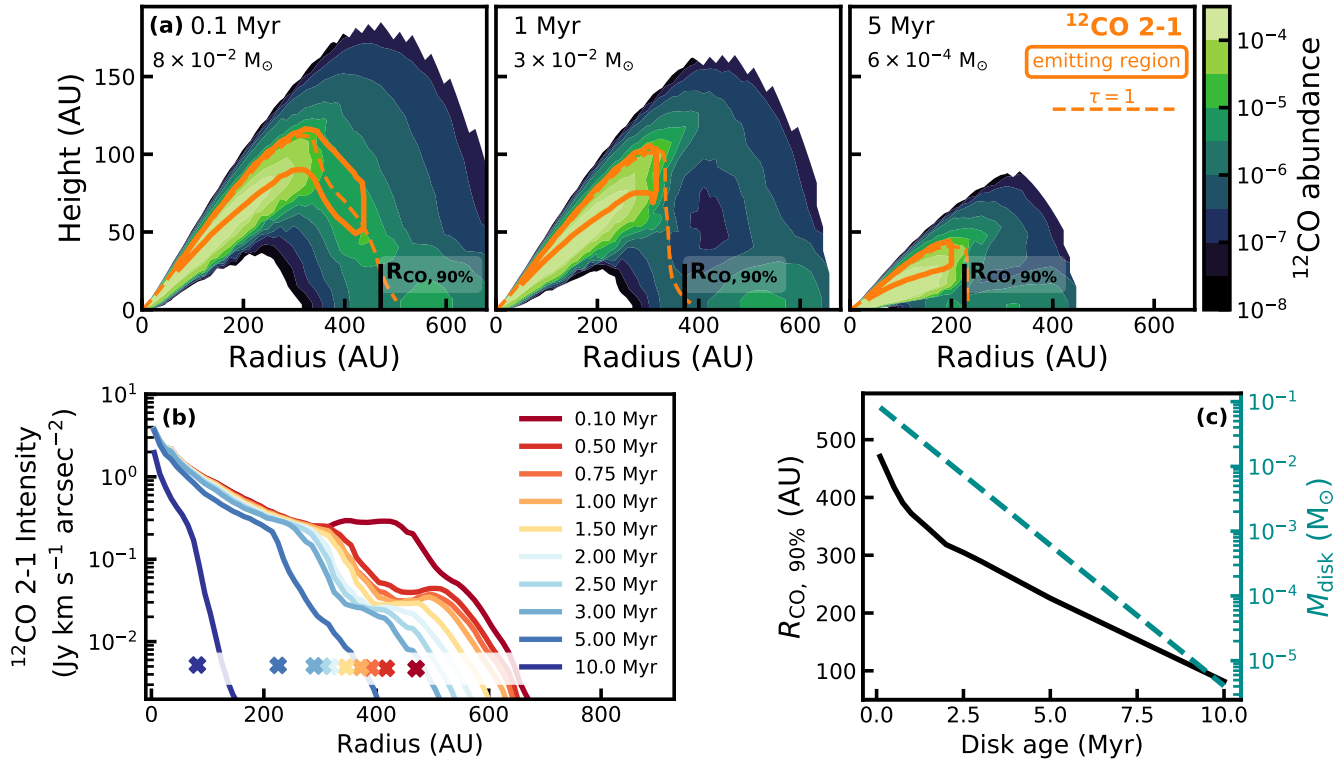 (a) 0.1 Myr
8 × 10⁻² M☉
1 Myr
3 × 10⁻² M☉
5 Myr
6 × 10⁻⁴ M☉
¹²CO 2-1
emitting region
τ = 1
R_CO, 90%
R_CO, 90%
R_CO, 90%
150
100
50
0
Height (AU)
0 200 400 600
0 200 400 600
0 200 400 600
Radius (AU)
Radius (AU)
Radius (AU)
10⁻⁴
10⁻⁵
10⁻⁶
10⁻⁷
10⁻⁸
¹²CO abundance
(b)
10¹
10⁰
10⁻¹
10⁻²
¹²CO 2-1 Intensity
(Jy km s⁻¹ arcsec⁻²)
0.10 Myr
0.50 Myr
0.75 Myr
1.00 Myr
1.50 Myr
2.00 Myr
2.50 Myr
3.00 Myr
5.00 Myr
10.0 Myr
0 200 400 600 800
Radius (AU)
(c)
500
400
300
200
100
R_CO, 90% (AU)
10⁻¹
10⁻²
10⁻³
10⁻⁴
10⁻⁵
M_disk (M☉)
0.0 2.5 5.0 7.5 10.0
Disk age (Myr)